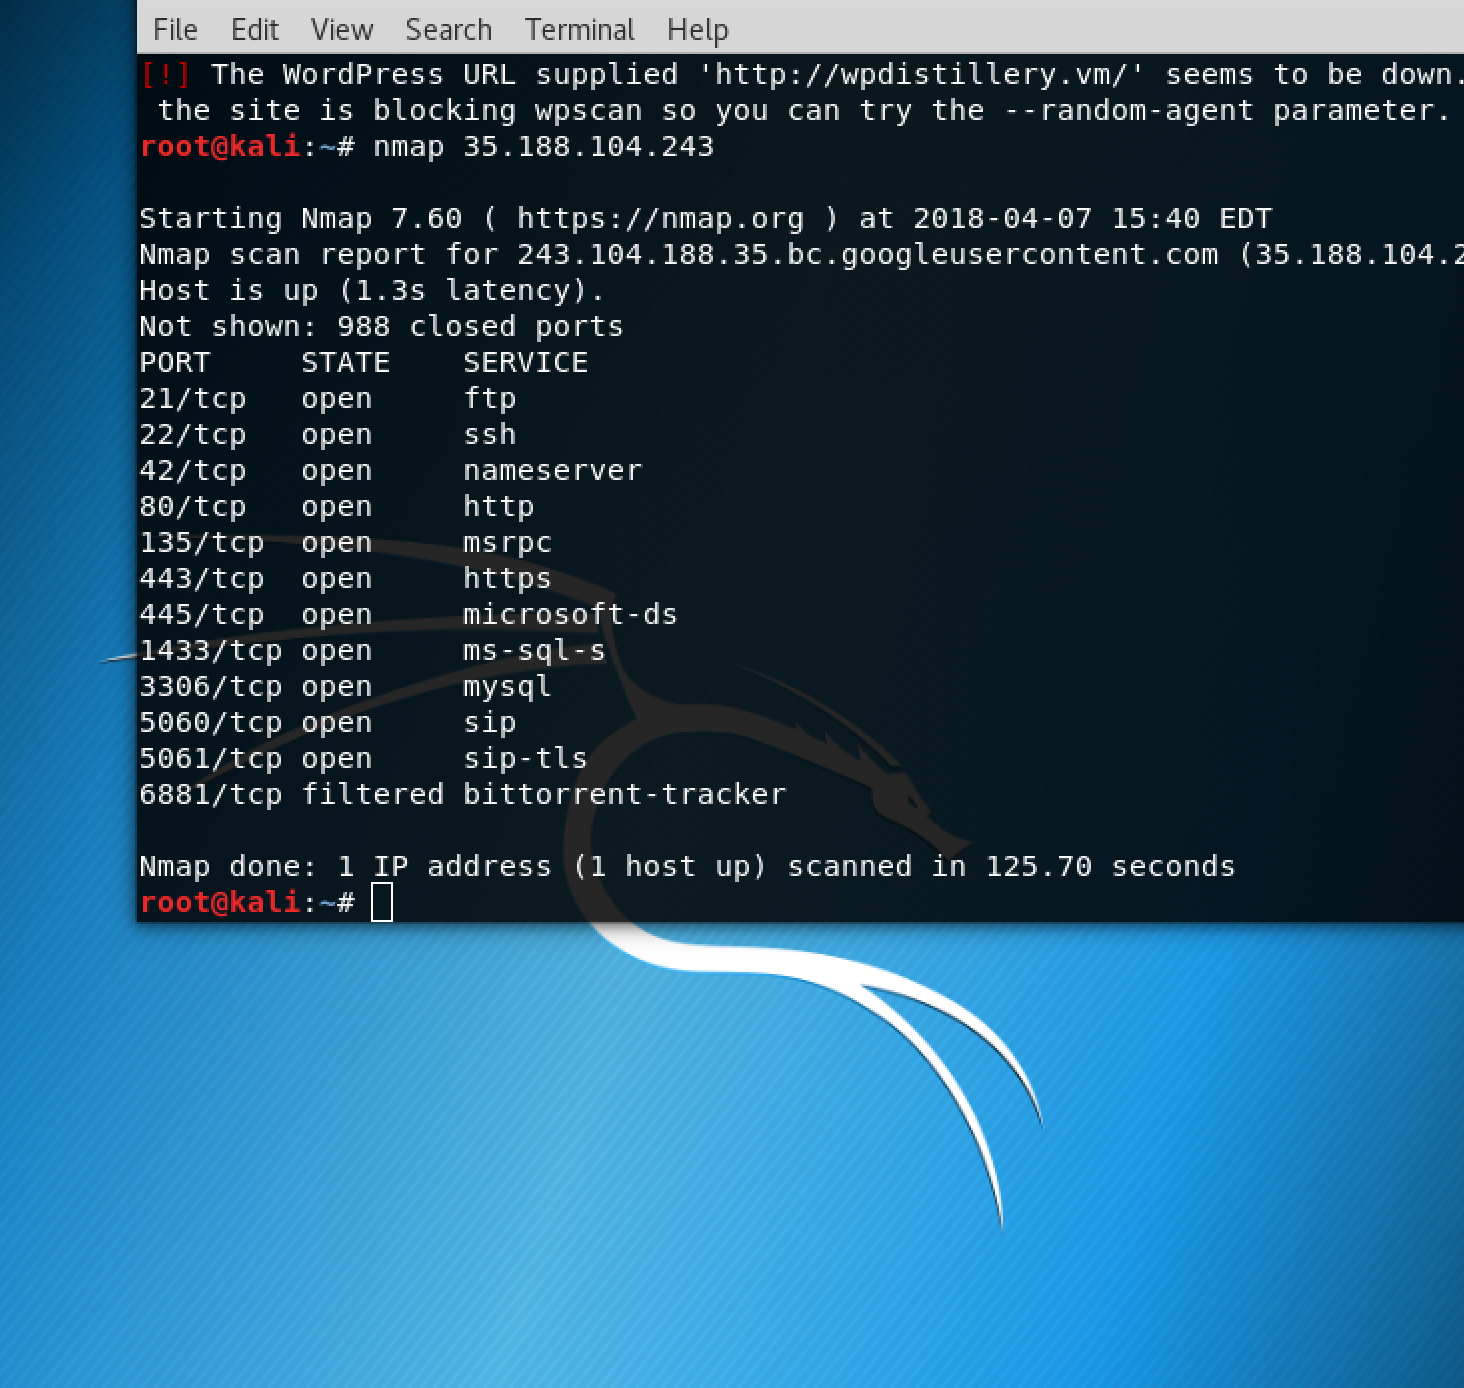 File Edit View Search Terminal Help
[!] The WordPress URL supplied 'http://wpdistillery.vm/' seems to be down.
the site is blocking wpscan so you can try the --random-agent parameter.
root@kali:~# nmap 35.188.104.243
Starting Nmap 7.60 ( https://nmap.org ) at 2018-04-07 15:40 EDT
Nmap scan report for 243.104.188.35.bc.googleusercontent.com (35.188.104.2
Host is up (1.3s latency).
Not shown: 988 closed ports
PORT STATE SERVICE
21/tcp open ftp
22/tcp open ssh
42/tcp open nameserver
80/tcp open http
135/tcp open msrpc
443/tcp open https
445/tcp open microsoft-ds
1433/tcp open ms-sql-s
3306/tcp open mysql
5060/tcp open sip
5061/tcp open sip-tls
6881/tcp filtered bittorrent-tracker
Nmap done: 1 IP address (1 host up) scanned in 125.70 seconds
root@kali:~#